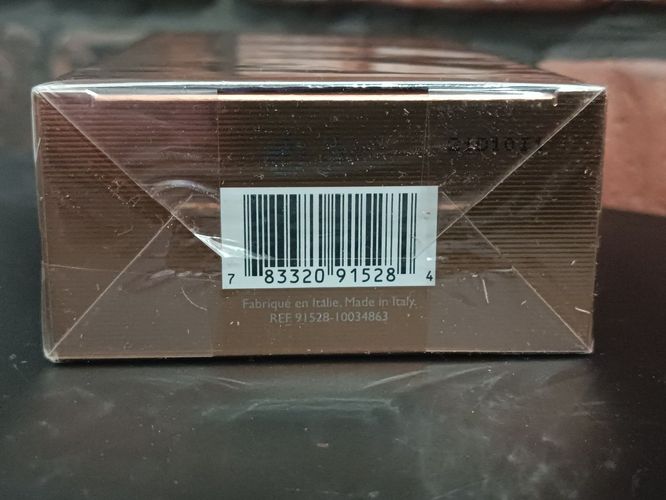 7 83320 91528 4
Fabriqué en Italie. Made in Italy.
REF 91528-10034863